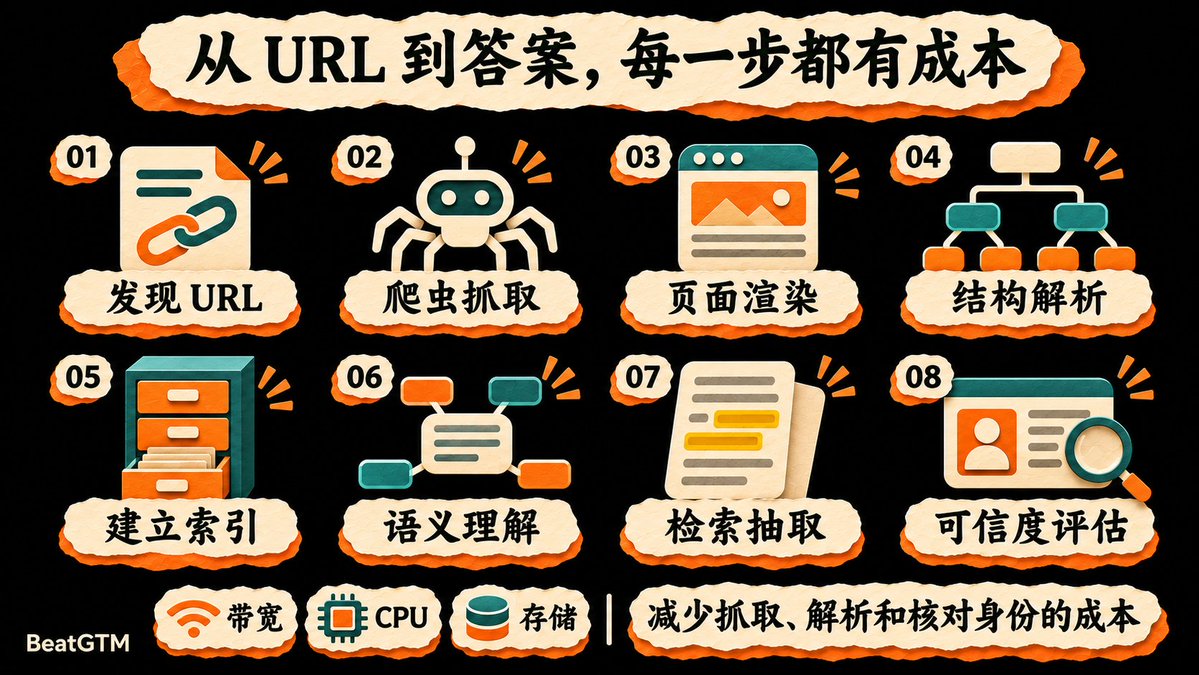 从 URL 到答案，每一步都有成本
01
发现 URL
02
爬虫抓取
03
页面渲染
04
结构解析
05
建立索引
06
语义理解
07
检索抽取
08
可信度评估
BeatGTM
带宽
CPU
存储
减少抓取、解析和核对身份的成本